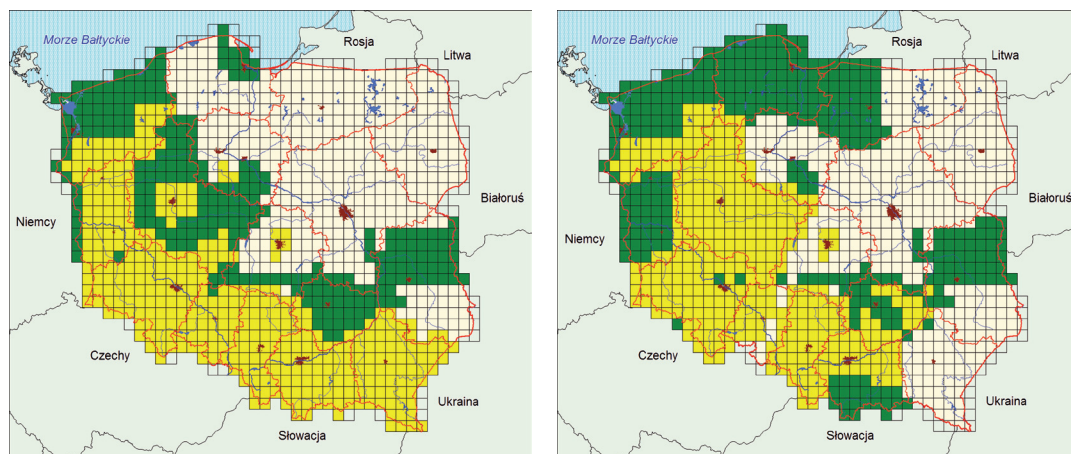 Morze Bałtyckie
Rosja
Litwa
Białoruś
Niemcy
Czechy
Ukraina
Słowacja
Morze Bałtyckie
Rosja
Litwa
Białoruś
Niemcy
Czechy
Ukraina
Słowacja